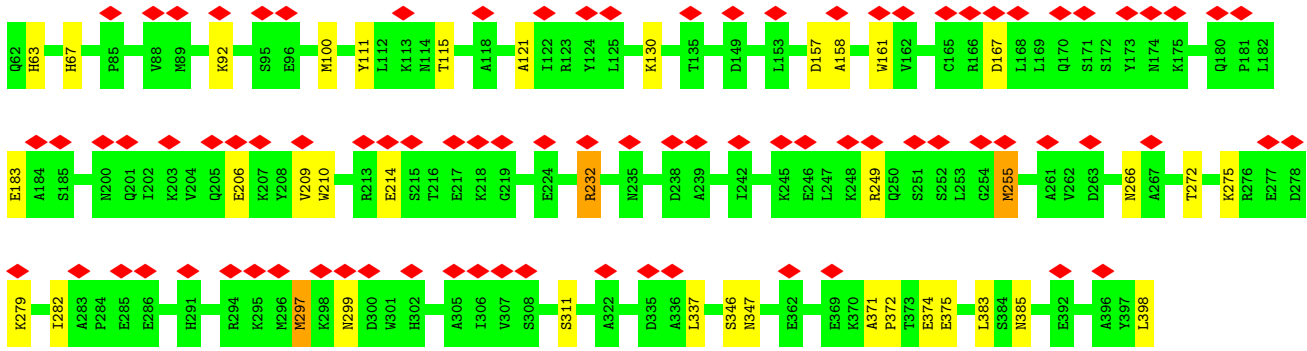 Q62 H63 H67 P85 V88 M89 K92 S95 E96 M100 Y111 L112 K113 N114 T115 A118 A121 I122 R123 Y124 L125 K130 T135 D149 L153 D157 A158 W161 V162 C165 R166 D167 L168 L169 Q170 S171 S172 Y173 N174 K175 Q180 P181 L182
E183 A184 S185 N200 Q201 I202 K203 V204 Q205 E206 K207 Y208 V209 W210 R213 E214 S215 T216 E217 K218 G219 E224 R232 N235 D238 A239 I242 K245 E246 L247 K248 R249 Q250 S251 S252 L253 G254 M255 A261 V262 D263 N266 A267 T272 K275 R276 E277 D278
K279 I282 A283 P284 E285 E286 H291 R294 K295 M296 M297 K298 N299 D300 W301 H302 A305 I306 V307 S308 S311 A322 D335 A336 L337 S346 N347 E362 E369 K370 A371 P372 T373 E374 E375 L383 S384 N385 E392 A396 Y397 L398